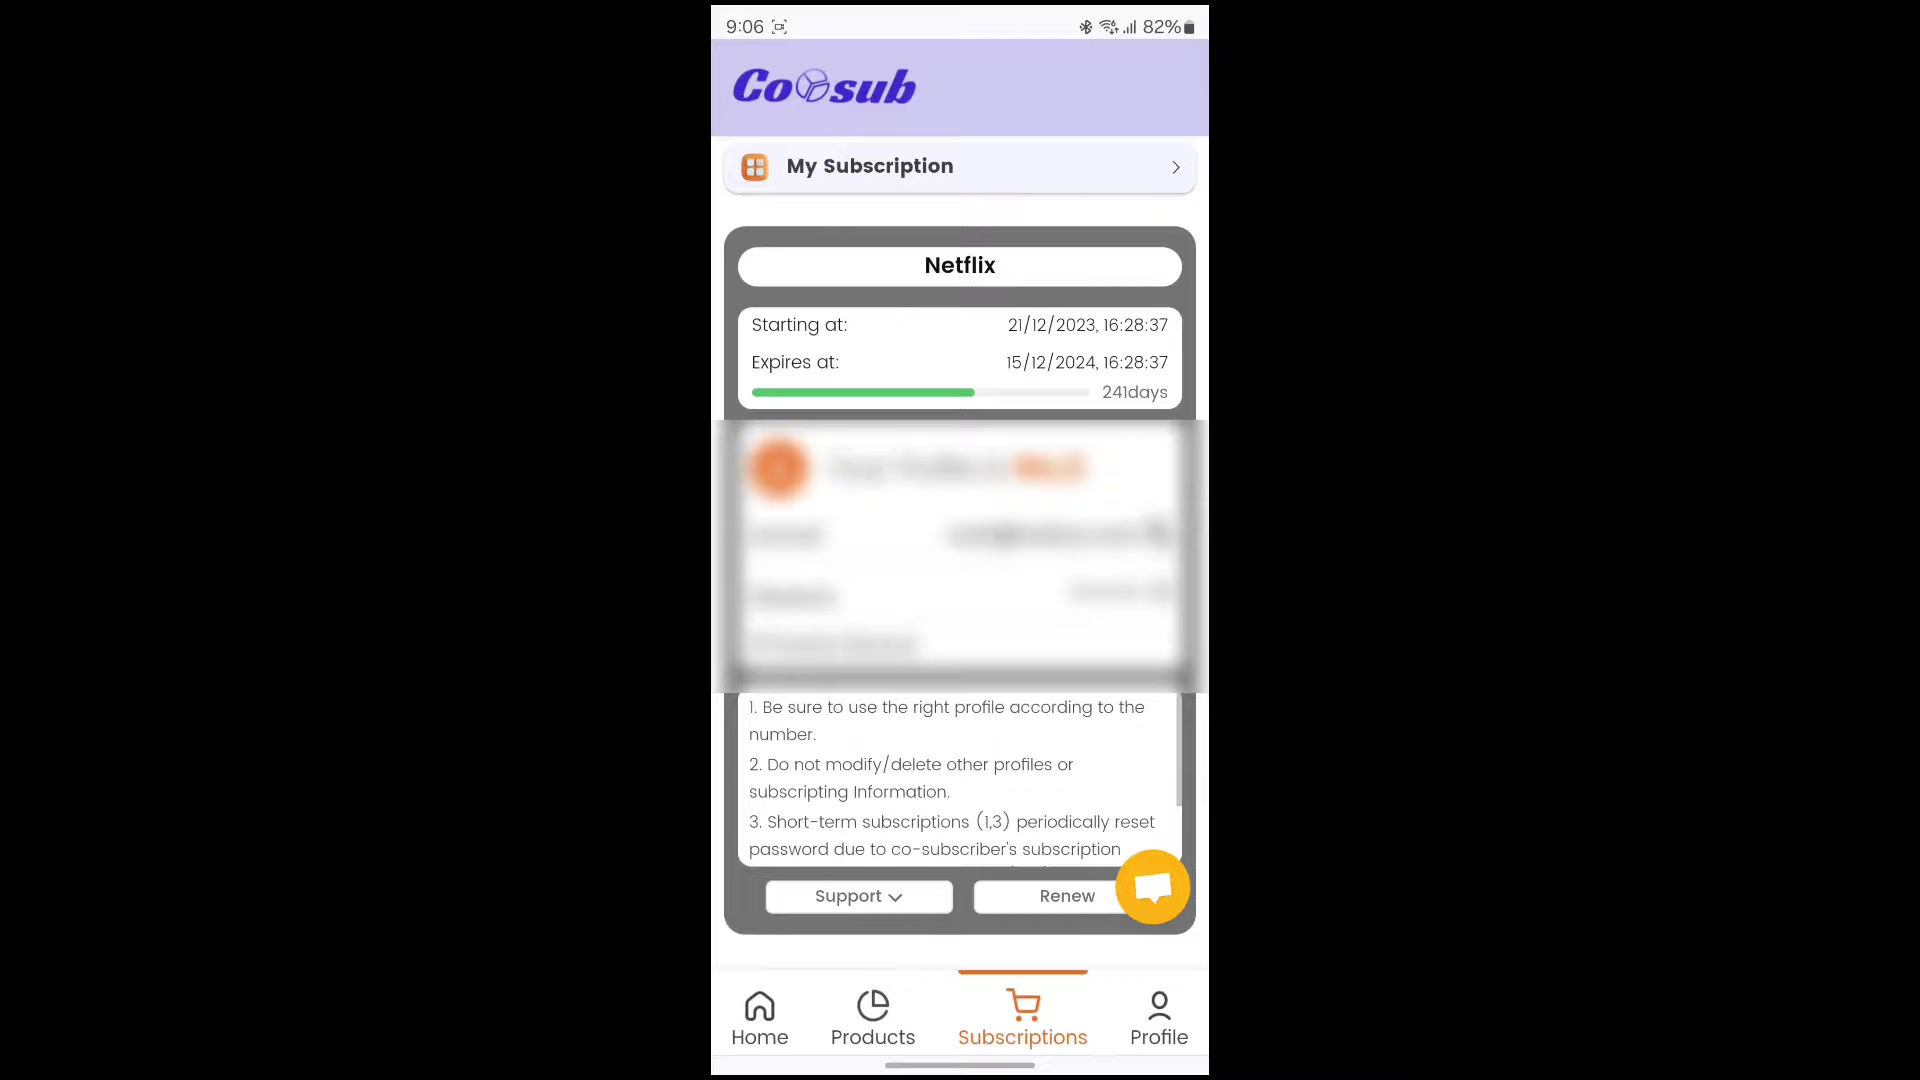 9:06 82%
Co sub
My Subscription
Netflix
Starting at: 21/12/2023, 16:28:37
Expires at: 15/12/2024, 16:28:37
241days
1. Be sure to use the right profile according to the
number.
2. Do not modify/delete other profiles or
subscripting Information.
3. Short-term subscriptions (1,3) periodically reset
password due to co-subscriber's subscription
Support Renew
Home Products Subscriptions Profile